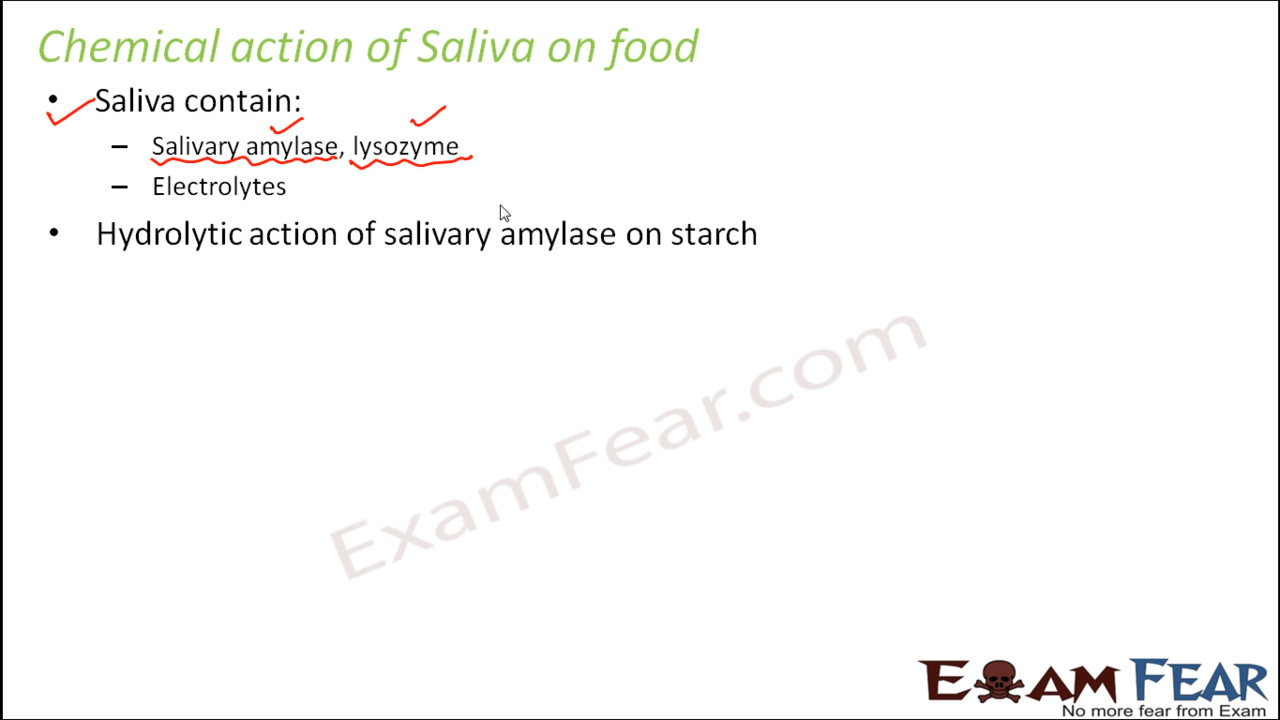 Chemical action of Saliva on food
• Saliva contain:
– Salivary amylase, lysozyme
– Electrolytes
• Hydrolytic action of salivary amylase on starch
ExamFear.com
EXAM FEAR
No more fear from Exam